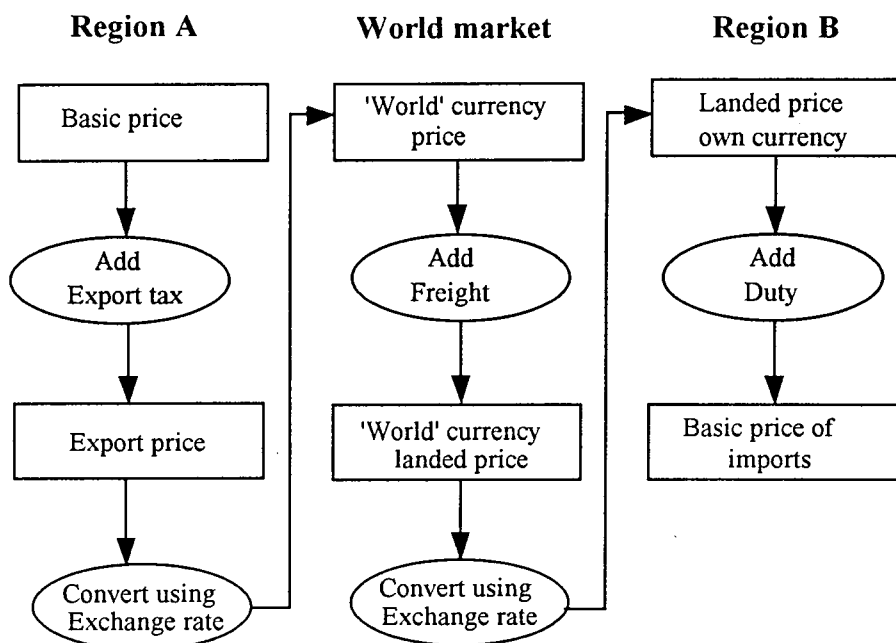 Region A
Basic price
Add
Export tax
Export price
Convert using
Exchange rate
World market
'World' currency
price
Add
Freight
'World' currency
landed price
Convert using
Exchange rate
Region B
Landed price
own currency
Add
Duty
Basic price of
imports